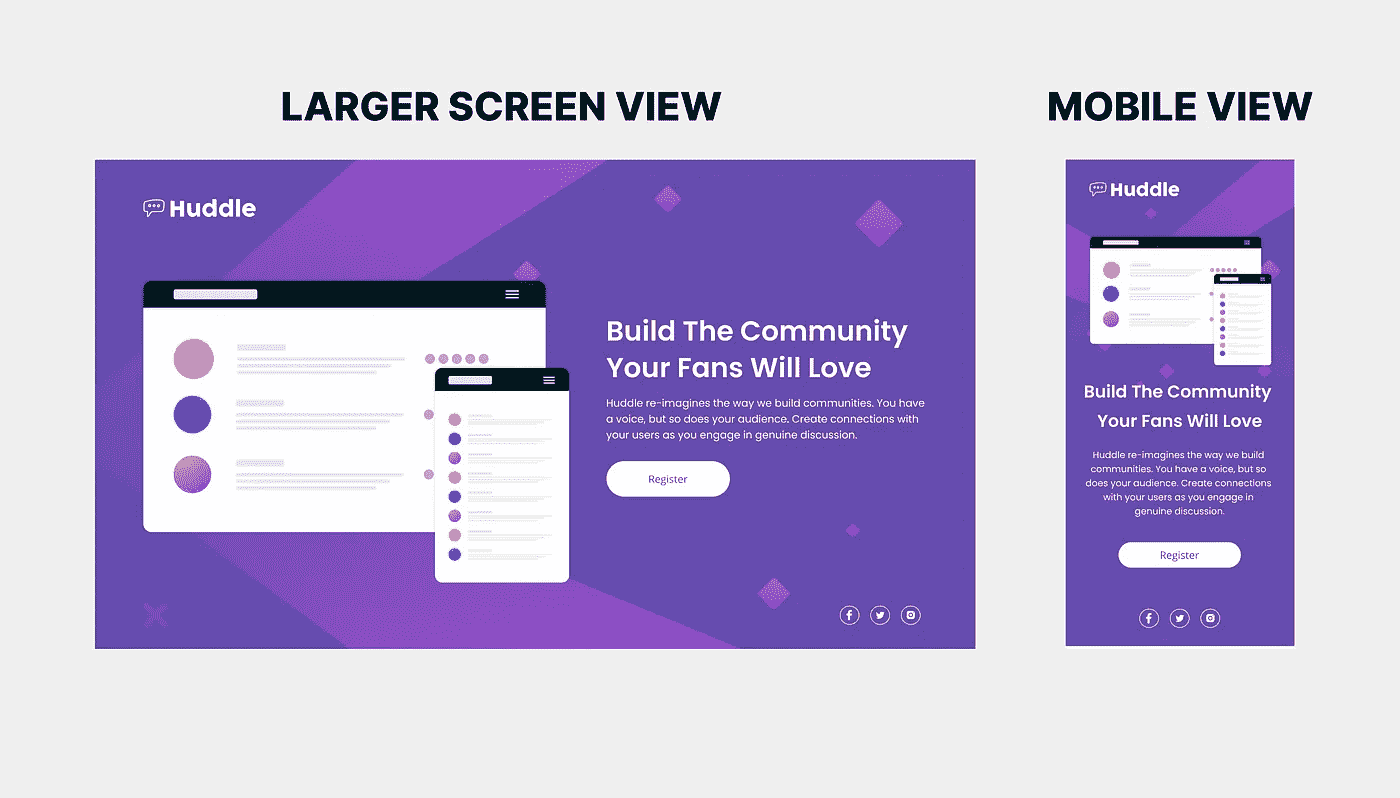 LARGER SCREEN VIEW
MOBILE VIEW
Huddle
Build The Community
Your Fans Will Love
Huddle re-imagines the way we build communities. You have
a voice, but so does your audience. Create connections with
your users as you engage in genuine discussion.
Register
Huddle
Build The Community
Your Fans Will Love
Huddle re-imagines the way we build
communities. You have a voice, but so
does your audience. Create connections
with your users as you engage in
genuine discussion.
Register